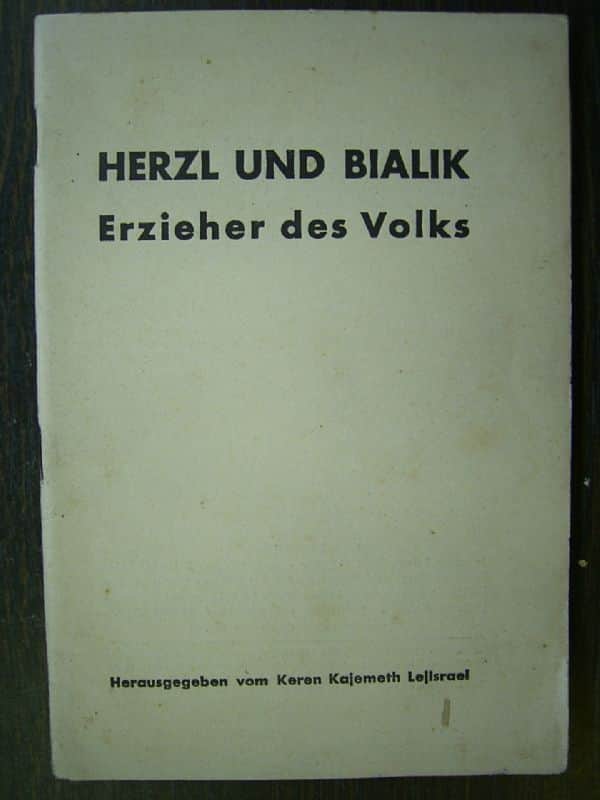 HERZL UND BIALIK
Erzieher des Volks
Herausgegeben vom Keren Kajemeth Lejisrael